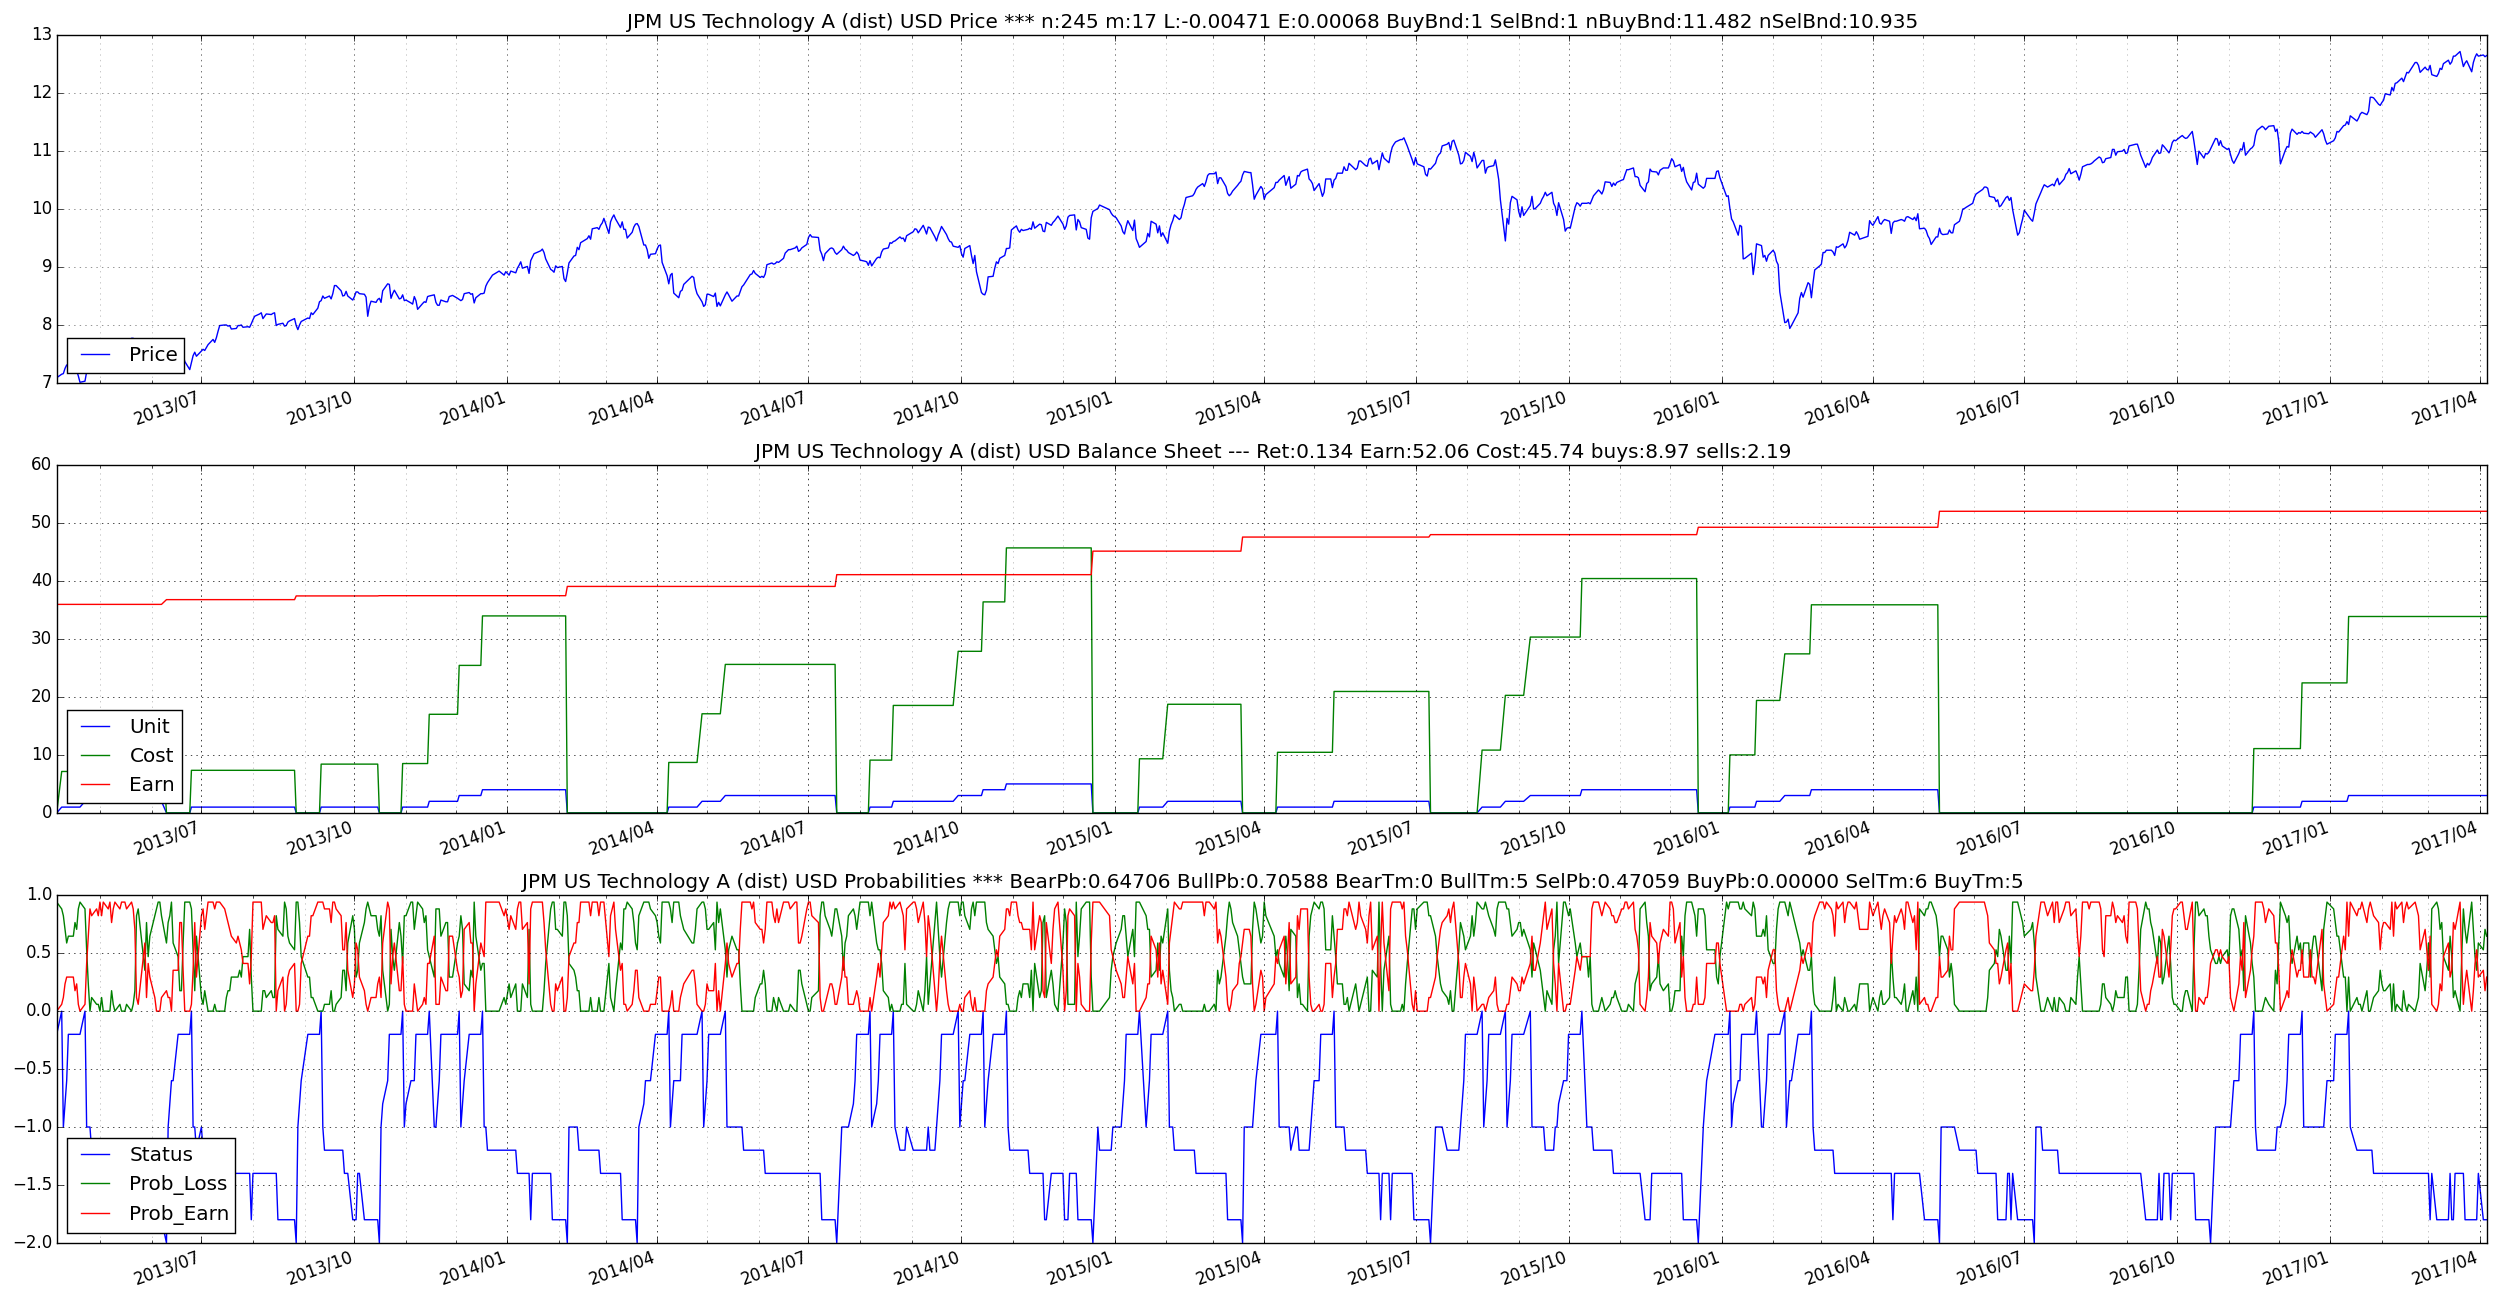 JPM US Technology A (dist) USD Price *** n:245 m:17 L:-0.00471 E:0.00068 BuyBnd:1 SelBnd:1 nBuyBnd:11.482 nSelBnd:10.935
13
12
11
10
9
8
7
Price
2013/07 2013/10 2014/01 2014/04 2014/07 2014/10 2015/01 2015/04 2015/07 2015/10 2016/01 2016/04 2016/07 2016/10 2017/01 2017/04
JPM US Technology A (dist) USD Balance Sheet --- Ret:0.134 Earn:52.06 Cost:45.74 buys:8.97 sells:2.19
60
50
40
30
20
10
0
Unit
Cost
Earn
2013/07 2013/10 2014/01 2014/04 2014/07 2014/10 2015/01 2015/04 2015/07 2015/10 2016/01 2016/04 2016/07 2016/10 2017/01 2017/04
JPM US Technology A (dist) USD Probabilities *** BearPb:0.64706 BullPb:0.70588 BearTm:0 BullTm:5 SelPb:0.47059 BuyPb:0.00000 SelTm:6 BuyTm:5
1.0
0.5
0.0
−0.5
−1.0
−1.5
−2.0
Status
Prob_Loss
Prob_Earn
2013/07 2013/10 2014/01 2014/04 2014/07 2014/10 2015/01 2015/04 2015/07 2015/10 2016/01 2016/04 2016/07 2016/10 2017/01 2017/04